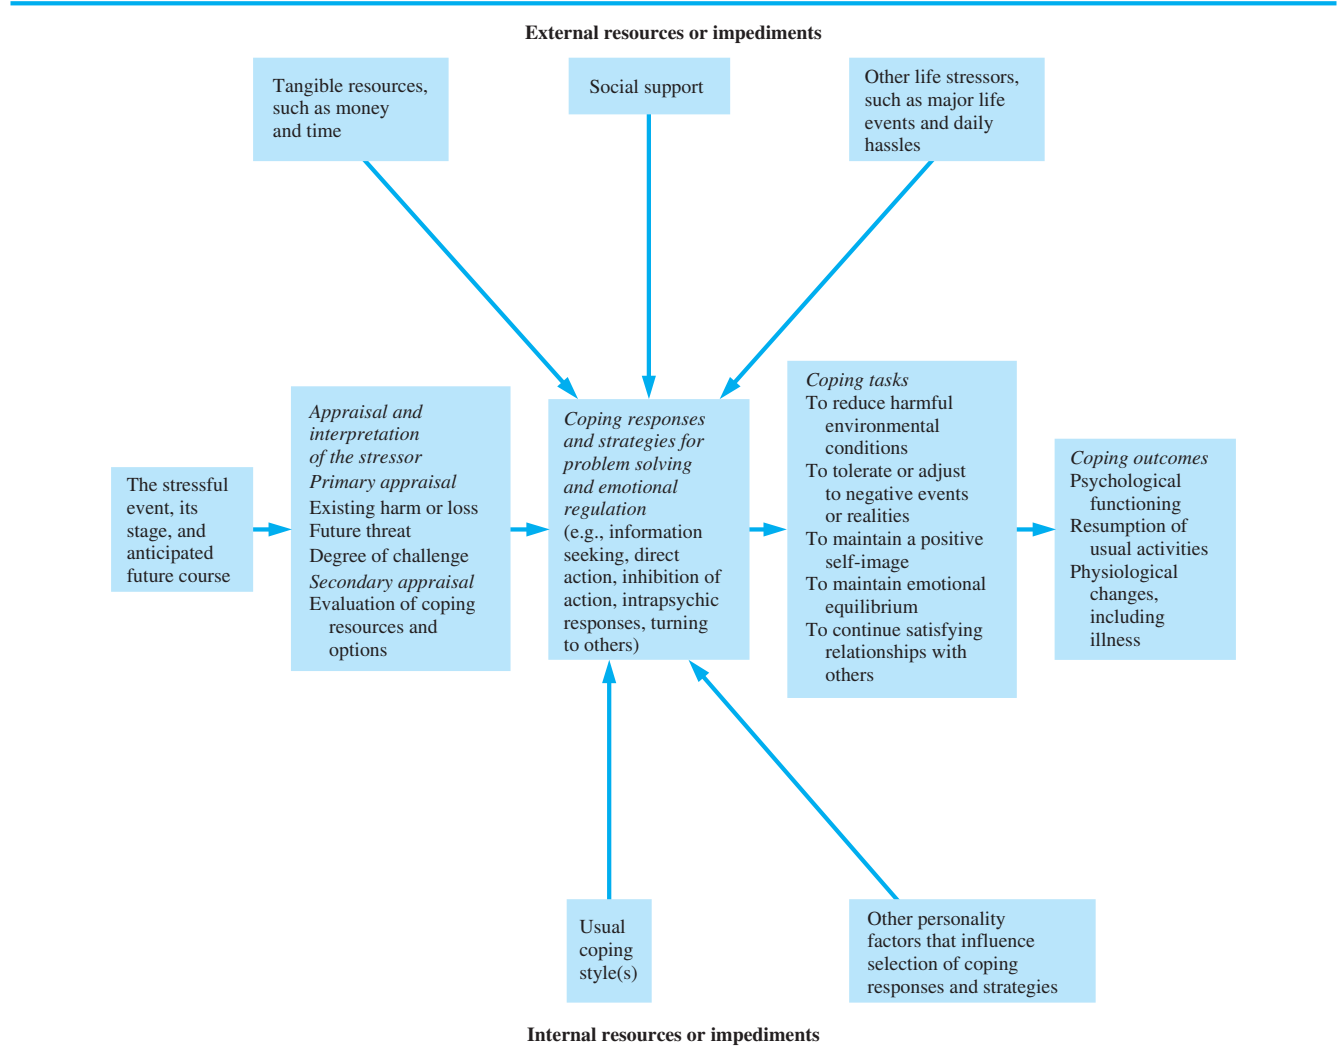 External resources or impediments
Tangible resources,
such as money
and time
Social support
Other life stressors,
such as major life
events and daily
hassles
The stressful
event, its
stage, and
anticipated
future course
Appraisal and
interpretation
of the stressor
Primary appraisal
Existing harm or loss
Future threat
Degree of challenge
Secondary appraisal
Evaluation of coping
resources and
options
Coping responses
and strategies for
problem solving
and emotional
regulation
(e.g., information
seeking, direct
action, inhibition of
action, intrapsychic
responses, turning
to others)
Coping tasks
To reduce harmful
environmental
conditions
To tolerate or adjust
to negative events
or realities
To maintain a positive
self-image
To maintain emotional
equilibrium
To continue satisfying
relationships with
others
Coping outcomes
Psychological
functioning
Resumption of
usual activities
Physiological
changes,
including
illness
Usual
coping
style(s)
Other personality
factors that influence
selection of coping
responses and strategies
Internal resources or impediments